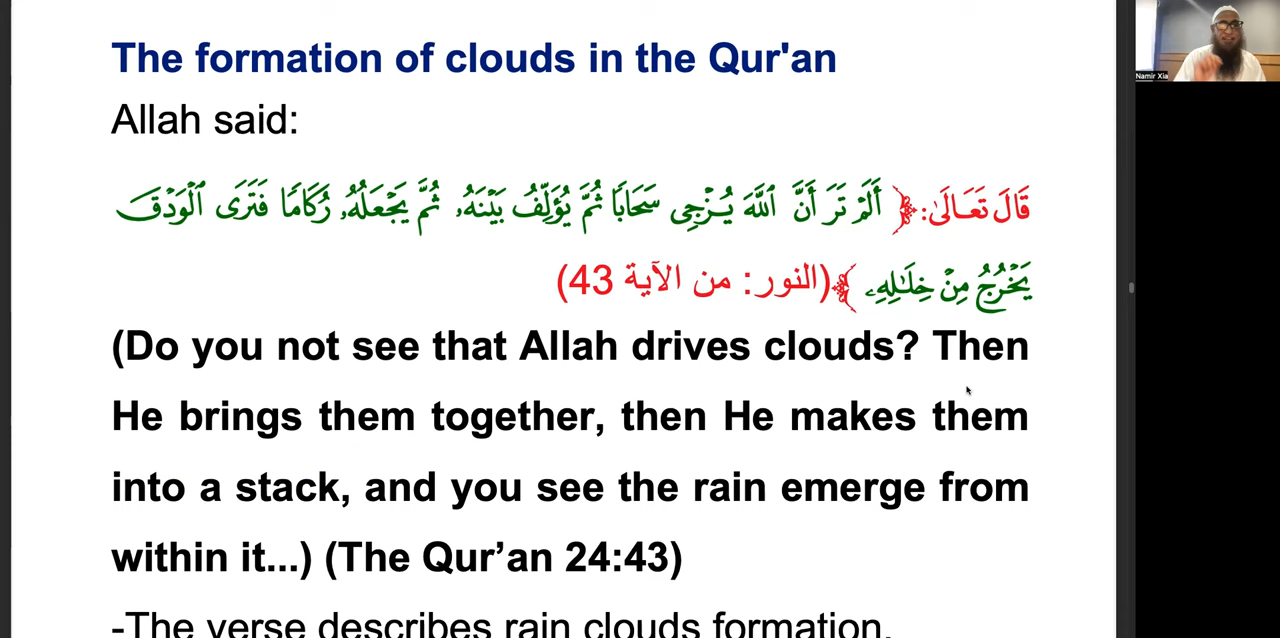 The formation of clouds in the Qur'an
Allah said:
قَالَ تَعَالَىٰ: ﴿ أَلَمۡ تَرَ أَنَّ ٱللَّهَ يُزۡجِي سَحَابٗا ثُمَّ يُؤَلِّفُ بَيۡنَهُۥ ثُمَّ يَجۡعَلُهُۥ رُكَامٗا فَتَرَى ٱلۡوَدۡقَ
يَخۡرُجُ مِنۡ خِلَٰلِهِۦ ﴾ (النور: من الآية 43)
(Do you not see that Allah drives clouds? Then
He brings them together, then He makes them
into a stack, and you see the rain emerge from
within it...) (The Qur’an 24:43)
-The verse describes rain clouds formation.
Namir Xia